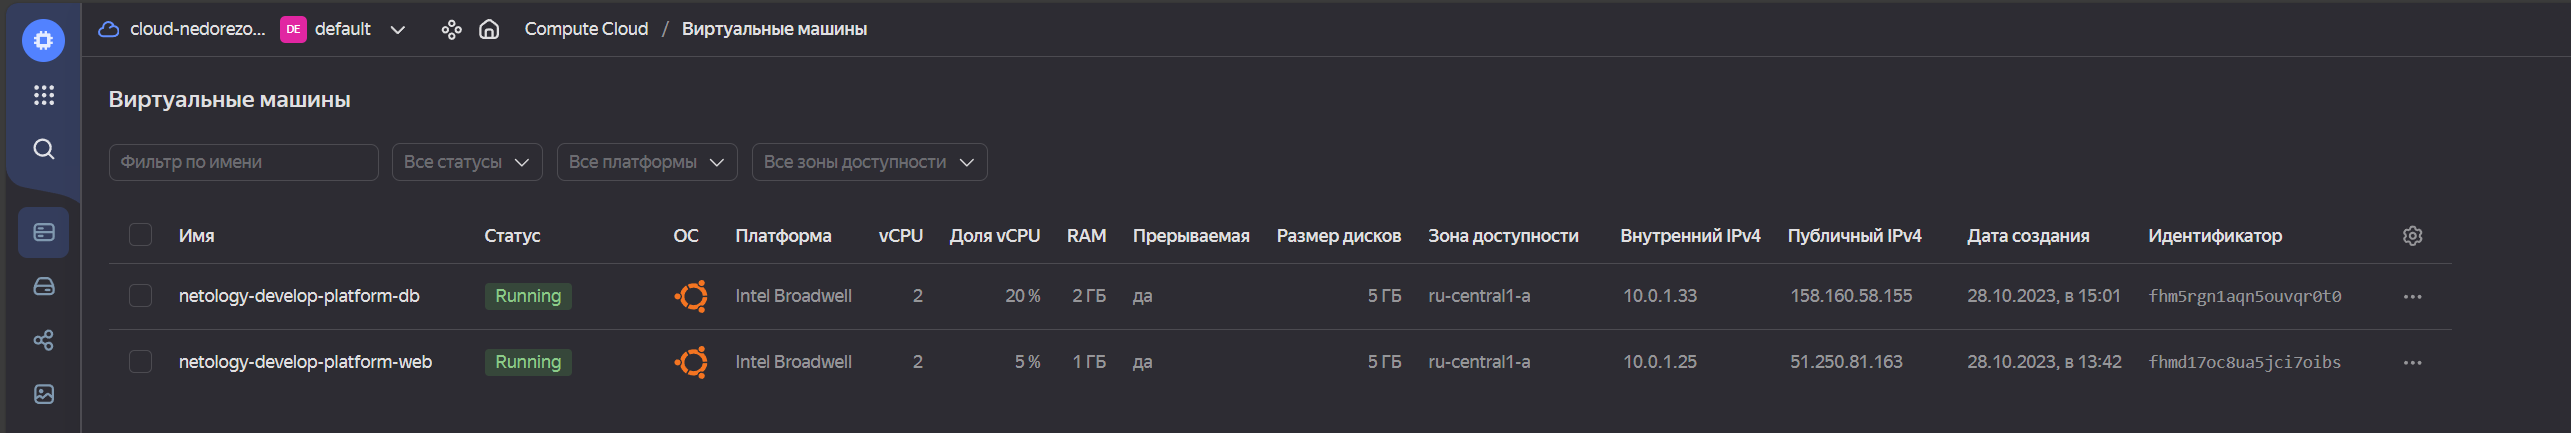 cloud-nedorezo... DE default Compute Cloud / Виртуальные машины
Виртуальные машины
Фильтр по имени Все статусы Все платформы Все зоны доступности
Имя Статус ОС Платформа vCPU Доля vCPU RAM Прерываемая Размер дисков Зона доступности Внутренний IPv4 Публичный IPv4 Дата создания Идентификатор
netology-develop-platform-db Running Intel Broadwell 2 20 % 2 ГБ да 5 ГБ ru-central1-a 10.0.1.33 158.160.58.155 28.10.2023, в 15:01 fhm5rgn1aqn5ouvqr0t0
netology-develop-platform-web Running Intel Broadwell 2 5 % 1 ГБ да 5 ГБ ru-central1-a 10.0.1.25 51.250.81.163 28.10.2023, в 13:42 fhmd17oc8ua5jci7oibs